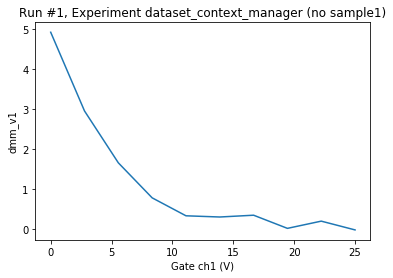 Run #1, Experiment dataset_context_manager (no sample1)
5
4
3
2
1
0
dmm_v1
0 5 10 15 20 25
Gate ch1 (V)